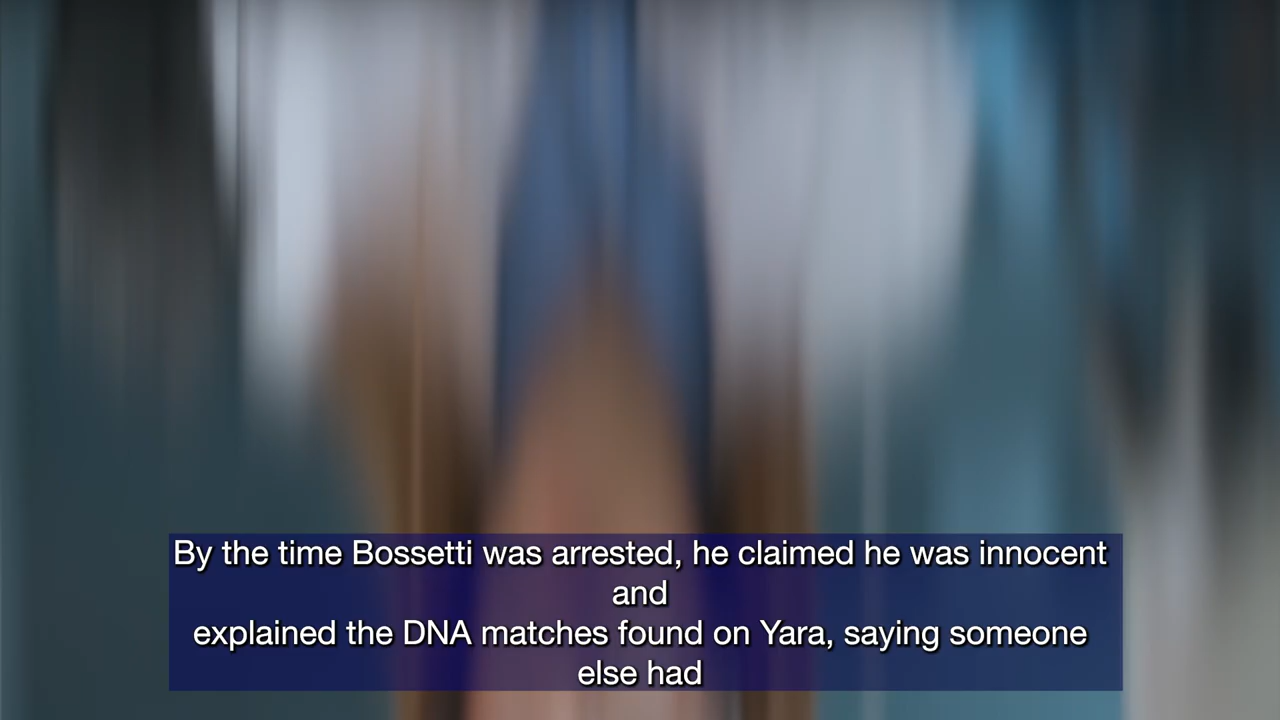 By the time Bossetti was arrested, he claimed he was innocent
and
explained the DNA matches found on Yara, saying someone
else had